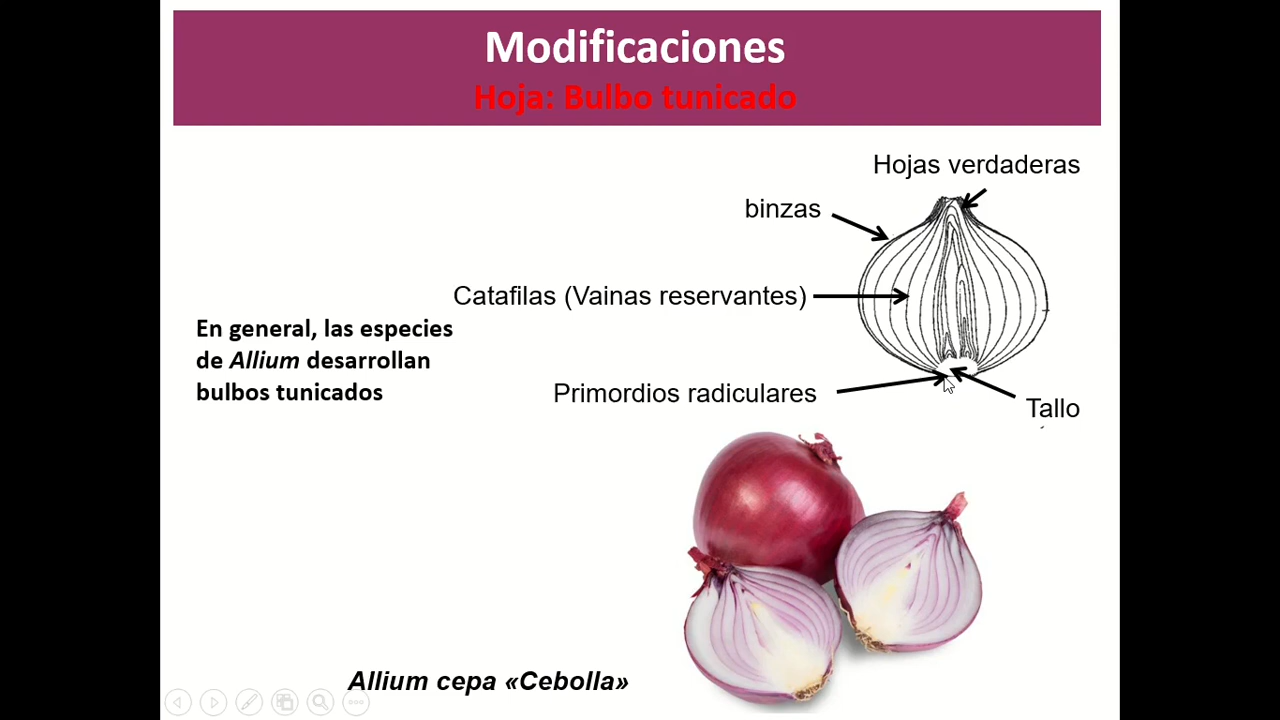 Modificaciones
Hoja: Bulbo tunicado
Hojas verdaderas
binzas
Catafilas (Vainas reservantes)
En general, las especies
de Allium desarrollan
bulbos tunicados
Primordios radiculares
Tallo
Allium cepa «Cebolla»